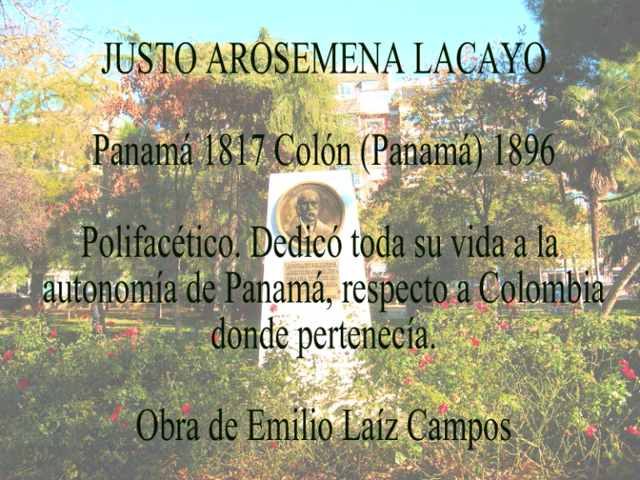 JUSTO AROSEMENA LACAYO
Panamá 1817 Colón (Panamá) 1896
Polifacético. Dedicó toda su vida a la
autonomía de Panamá, respecto a Colombia
donde pertenecía.
Obra de Emilio Laíz Campos